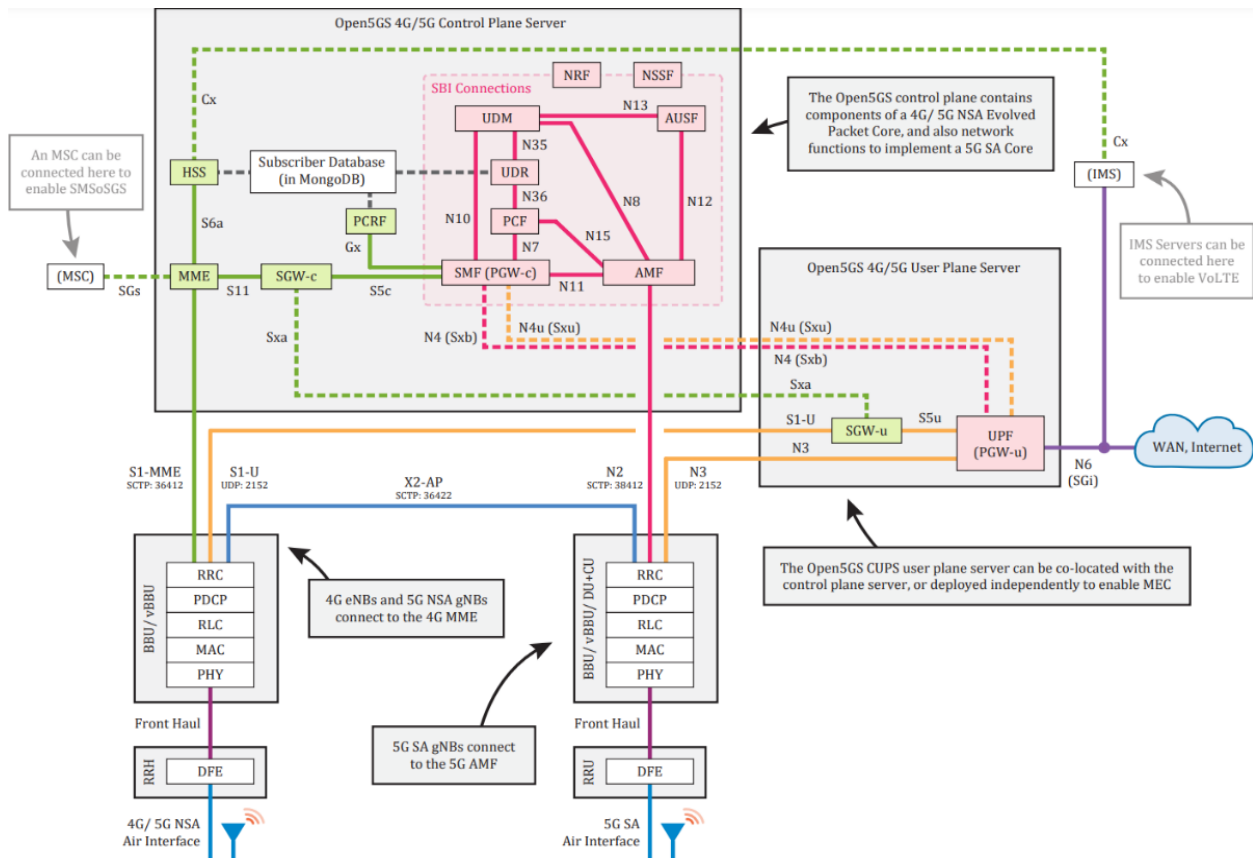 Open5GS 4G/5G Control Plane Server
NRF
NSSF
SBI Connections
Cx
N13
UDM
AUSF
The Open5GS control plane contains
components of a 4G/ 5G NSA Evolved
Packet Core, and also network
functions to implement a 5G SA Core
An MSC can be
connected here to
enable SMSoSGS
Cx
N35
HSS
Subscriber Database
(in MongoDB)
UDR
(IMS)
N36
N8
N12
S6a
PCRF
N10
PCF
N15
Gx
N7
IMS Servers can be
connected here
to enable VoLTE
(MSC)
SGs
MME
S11
SGW-c
S5c
SMF (PGW-c)
N11
AMF
Open5GS 4G/5G User Plane Server
Sxa
N4 (Sxb)
N4u (Sxu)
N4u (Sxu)
N4 (Sxb)
Sxa
S1-U
SGW-u
S5u
UPF
(PGW-u)
WAN, Internet
N3
N6
(SGi)
S1-MME
SCTP: 36412
S1-U
UDP: 2152
X2-AP
SCTP: 36422
N2
SCTP: 38412
N3
UDP: 2152
BBU/ vBBU
RRC
PDCP
RLC
MAC
PHY
4G eNBs and 5G NSA gNBs
connect to the 4G MME
BBU/ vBBU/ DU+CU
RRC
PDCP
RLC
MAC
PHY
The Open5GS CUPS user plane server can be co-located with the
control plane server, or deployed independently to enable MEC
Front Haul
5G SA gNBs connect
to the 5G AMF
Front Haul
RRH
DFE
RRU
DFE
4G/ 5G NSA
Air Interface
5G SA
Air Interface